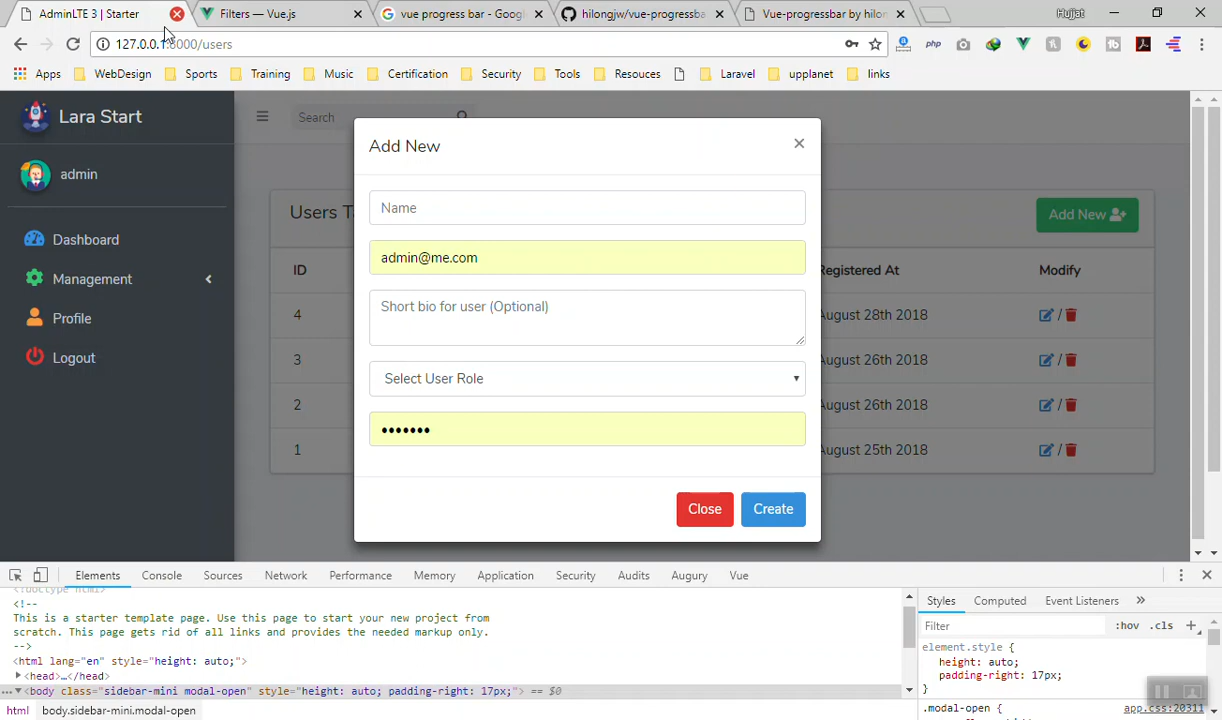 AdminLTE 3 | Starter
Filters — Vue.js
vue progress bar - Goog
hilongjw/vue-progressba
Vue-progressbar by hilon
Hujjat
127.0.0.1:8000/users
php
Apps
WebDesign
Sports
Training
Music
Certification
Security
Tools
Resouces
Laravel
upplanet
links
Lara Start
Search
admin
Dashboard
Management
Profile
Logout
Users T
Add New
ID
Registered At
Modify
4
August 28th 2018
/
3
August 26th 2018
/
2
August 26th 2018
/
1
August 25th 2018
/
Add New
×
Name
admin@me.com
Short bio for user (Optional)
Select User Role
•••••••
Close
Create
Elements
Console
Sources
Network
Performance
Memory
Application
Security
Audits
Augury
Vue
<!doctype html>
<!--
This is a starter template page. Use this page to start your new project from
scratch. This page gets rid of all links and provides the needed markup only.
-->
<html lang="en" style="height: auto;">
<head>…</head>
<body class="sidebar-mini modal-open" style="height: auto; padding-right: 17px;"> == $0
html
body.sidebar-mini.modal-open
Styles
Computed
Event Listeners
»
Filter
:hov
.cls
+
element.style {
height: auto;
padding-right: 17px;
}
.modal-open {
app.css:20311